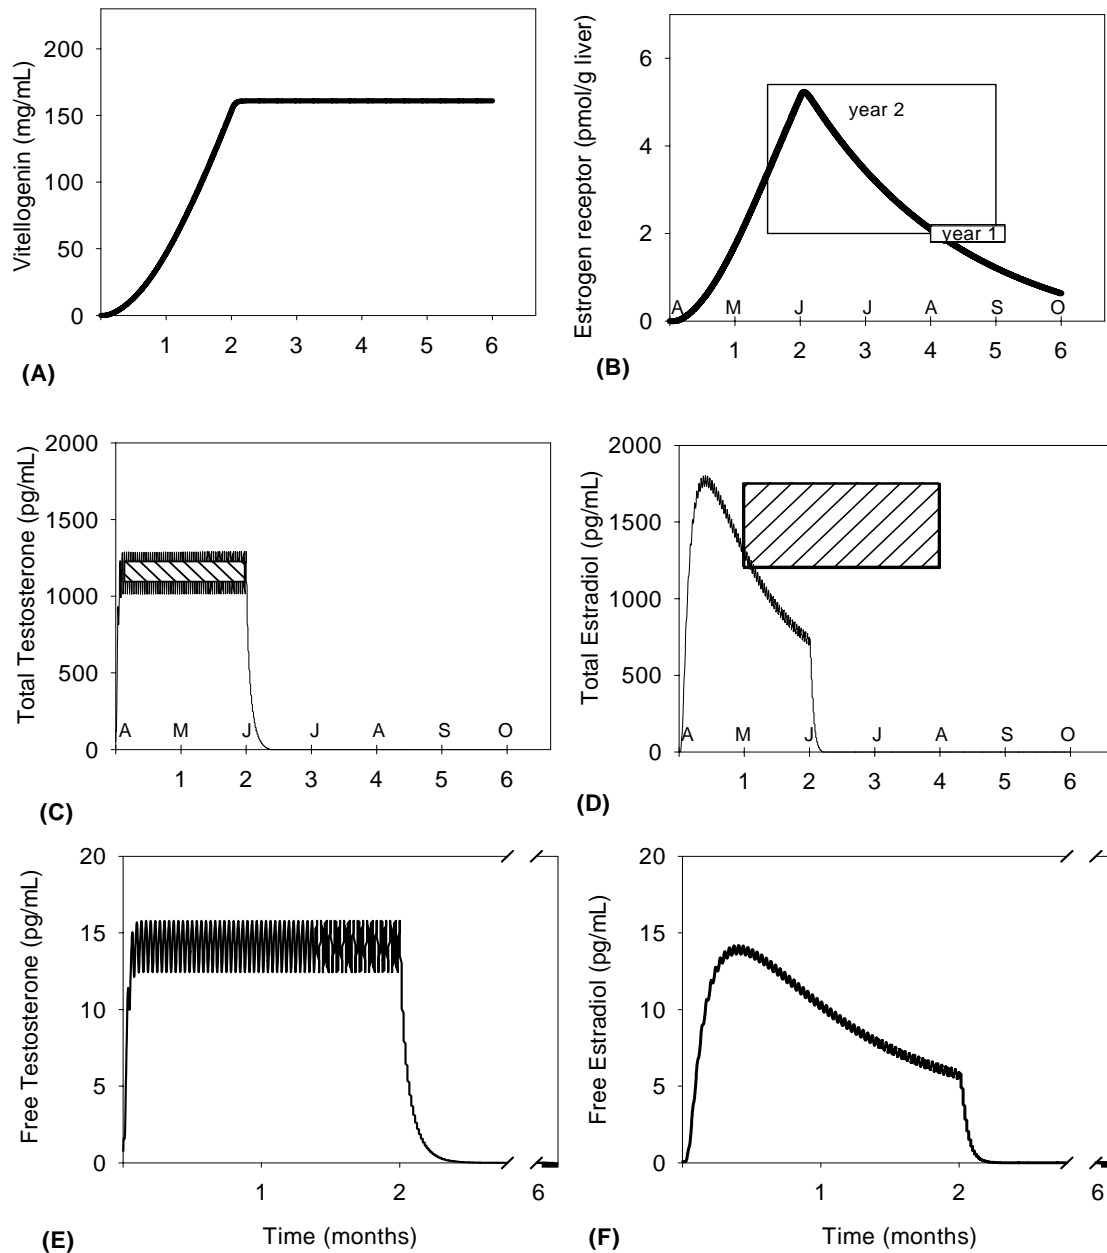 Vitellogenin (mg/mL)
200
150
100
50
0
1 2 3 4 5 6
(A)
Estrogen receptor (pmol/g liver)
6
4
2
0
year 2
year 1
A M J J A S O
1 2 3 4 5 6
(B)
Total Testosterone (pg/mL)
2000
1500
1000
500
0
A M J J A S O
1 2 3 4 5 6
(C)
Total Estradiol (pg/mL)
2000
1500
1000
500
0
A M J J A S O
1 2 3 4 5 6
(D)
Free Testosterone (pg/mL)
20
15
10
5
0
1 2 6
(E) Time (months)
Free Estradiol (pg/mL)
20
15
10
5
0
1 2 6
(F) Time (months)